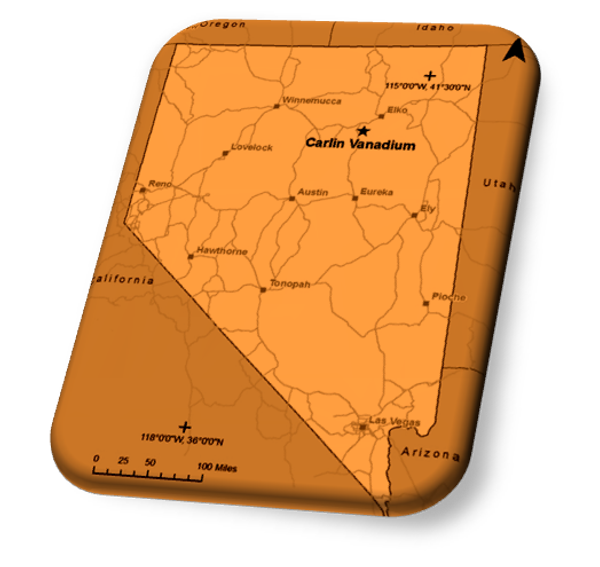 Oregon
Idaho
115°0'0"W, 41°30'0"N
Winnemucca
Elko
Carlin Vanadium
Lovelock
Reno
Austin
Eureka
Utah
Ely
Hawthorne
alifornia
Tonopah
Pioche
Las Vegas
118°0'0"W, 36°0'0"N
Arizona
0 25 50 100 Miles